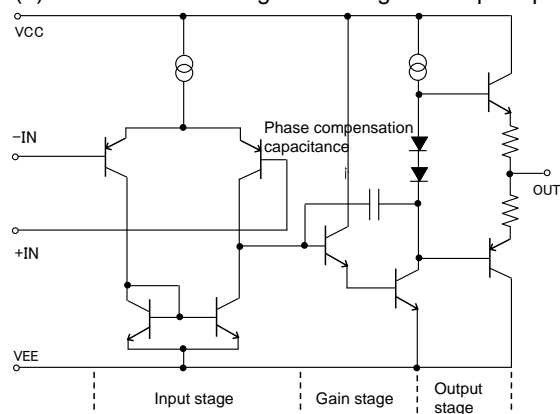 VCC
−IN
Phase compensation
capacitance
OUT
+IN
VEE
Input stage
Gain stage
Output
stage